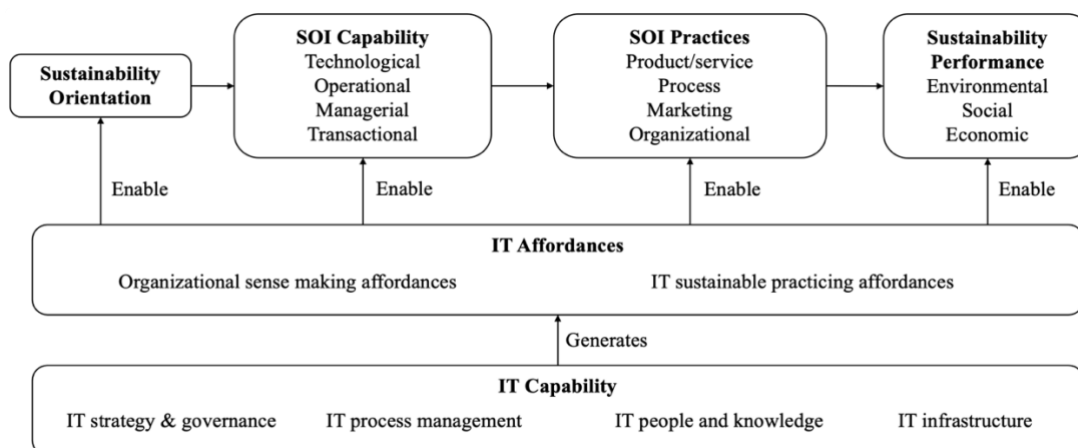 Sustainability
Orientation
SOI Capability
Technological
Operational
Managerial
Transactional
SOI Practices
Product/service
Process
Marketing
Organizational
Sustainability
Performance
Environmental
Social
Economic
Enable
Enable
Enable
Enable
IT Affordances
Organizational sense making affordances
IT sustainable practicing affordances
Generates
IT Capability
IT strategy & governance
IT process management
IT people and knowledge
IT infrastructure